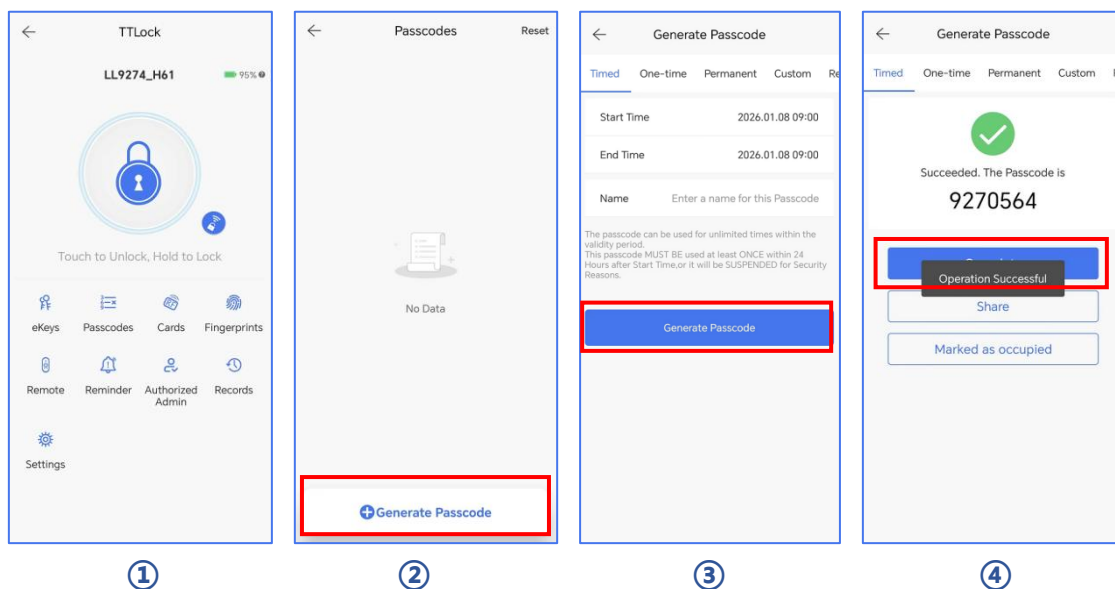 TTLock
LL9274_H61
95%
Touch to Unlock, Hold to Lock
eKeys Passcodes Cards Fingerprints
Remote Reminder Authorized Admin Records
Settings
①
Passcodes Reset
No Data
Generate Passcode
②
Generate Passcode
Timed One-time Permanent Custom Re
Start Time 2026.01.08 09:00
End Time 2026.01.08 09:00
Name Enter a name for this Passcode
The passcode can be used for unlimited times within the
validity period.
This passcode MUST BE used at least ONCE within 24
Hours after Start Time,or it will be SUSPENDED for Security
Reasons.
Generate Passcode
③
Generate Passcode
Timed One-time Permanent Custom
Succeeded. The Passcode is
9270564
Operation Successful
Share
Marked as occupied
④